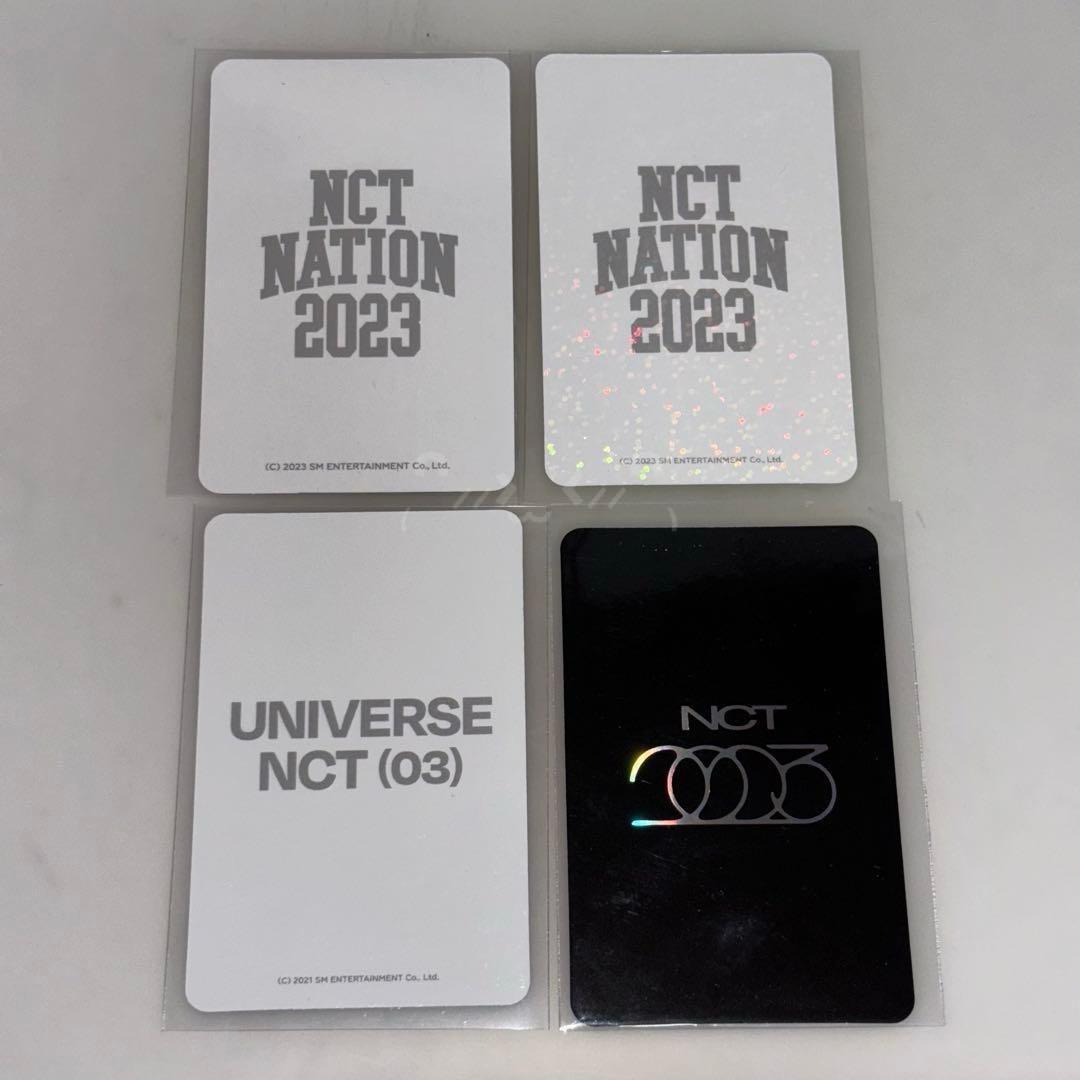 NCT
NATION
2023
(C) 2023 SM ENTERTAINMENT Co., Ltd.
NCT
NATION
2023
(C) 2023 SM ENTERTAINMENT Co., Ltd.
UNIVERSE
NCT (03)
(C) 2021 SM ENTERTAINMENT Co., Ltd.
NCT
2023